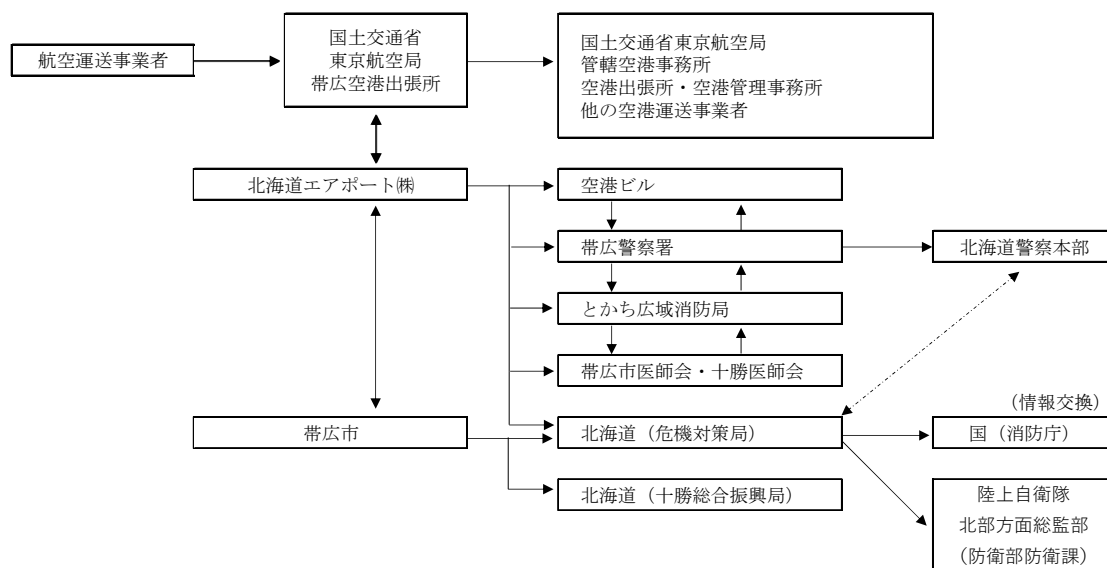 航空運送事業者
国土交通省
東京航空局
帯広空港出張所
国土交通省東京航空局
管轄空港事務所
空港出張所・空港管理事務所
他の空港運送事業者
北海道エアポート㈱
空港ビル
帯広警察署
北海道警察本部
とかち広域消防局
帯広市医師会・十勝医師会
(情報交換)
帯広市
北海道（危機対策局）
国（消防庁）
北海道（十勝総合振興局）
陸上自衛隊
北部方面総監部
（防衛部防衛課）